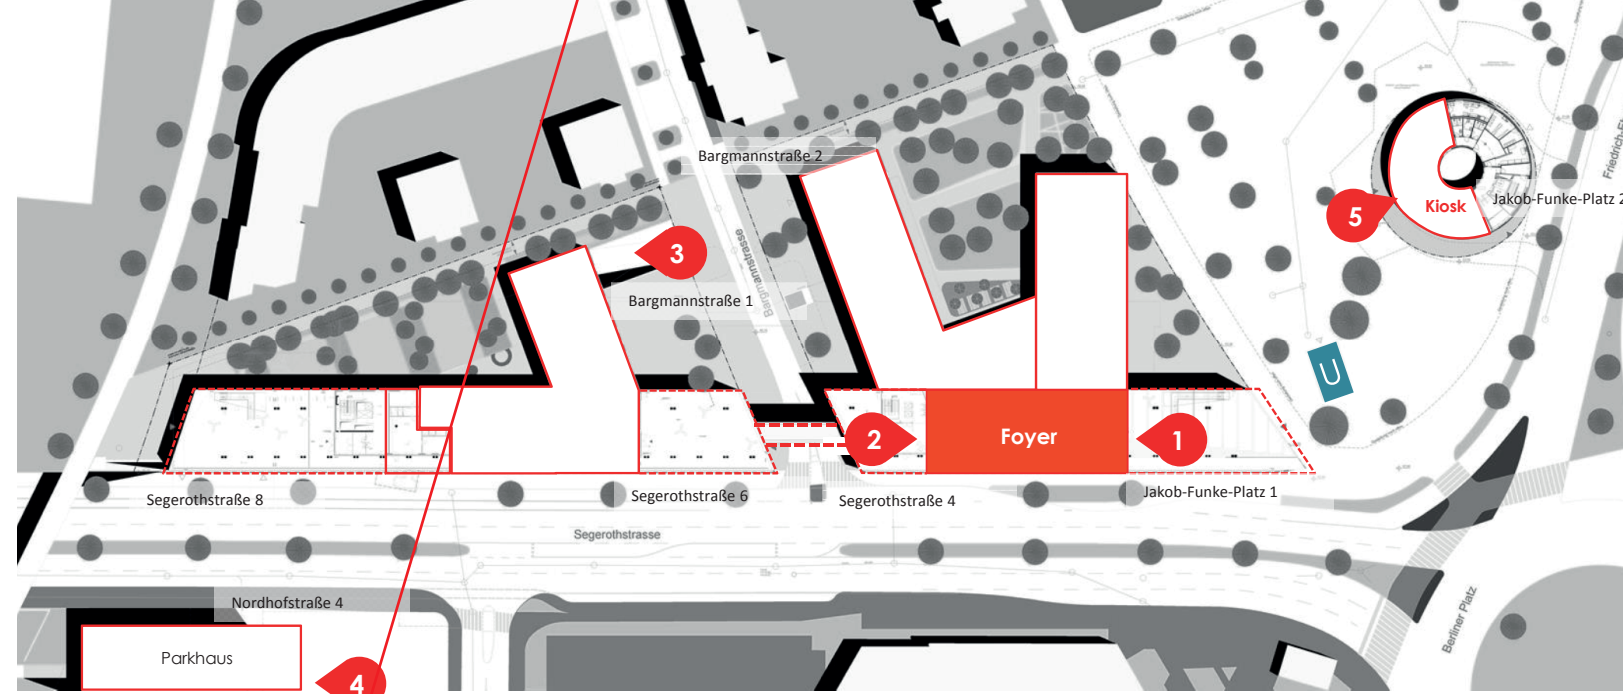 Bargmannstraße 2
Friedrich-E
5
Kiosk
Jakob-Funke-Platz 2
Bargmannstrasse
3
Bargmannstraße 1
U
2
Foyer
1
Segerothstraße 8
Segerothstraße 6
Segerothstraße 4
Jakob-Funke-Platz 1
Segerothstrasse
Nordhofstraße 4
Berliner Platz
Parkhaus
4